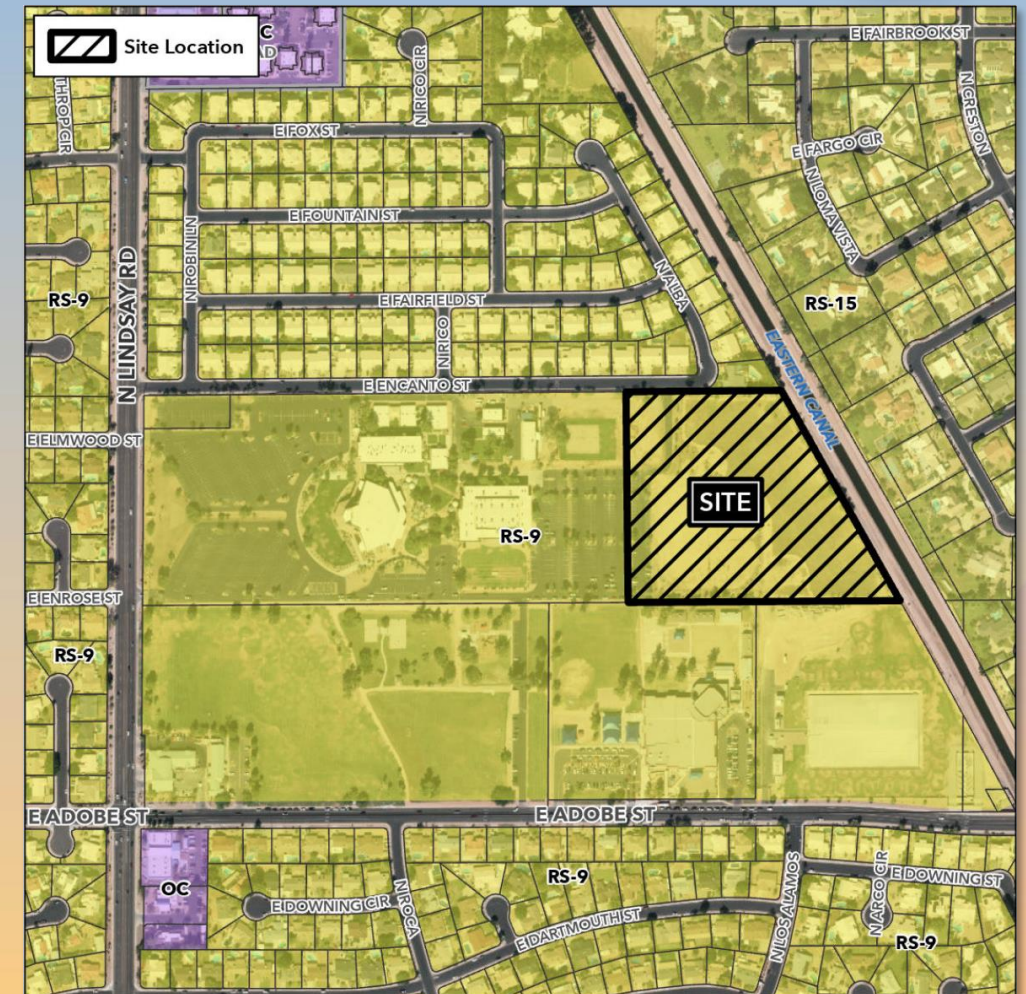 Site Location
C
AD
E FAIRBROOK ST
THROP CIR
N RICO CIR
N CRESTON
E FOX ST
E FARGO CIR
E FOUNTAIN ST
N LOMA VISTA
N ROBIN LN
N LINDSAY RD
N ALBA
RS-9
E FAIRFIELD ST
RS-15
N RICO
EASTERN CANAL
E ENCANTO ST
E ELMWOOD ST
SITE
RS-9
E ENROSE ST
RS-9
E ADOBE ST
E ADOBE ST
RS-9
OC
E DOWNING ST
E DOWNING CIR
N ROCA
N LOS ALAMOS
N ARCO CIR
E DARTMOUTH ST
RS-9